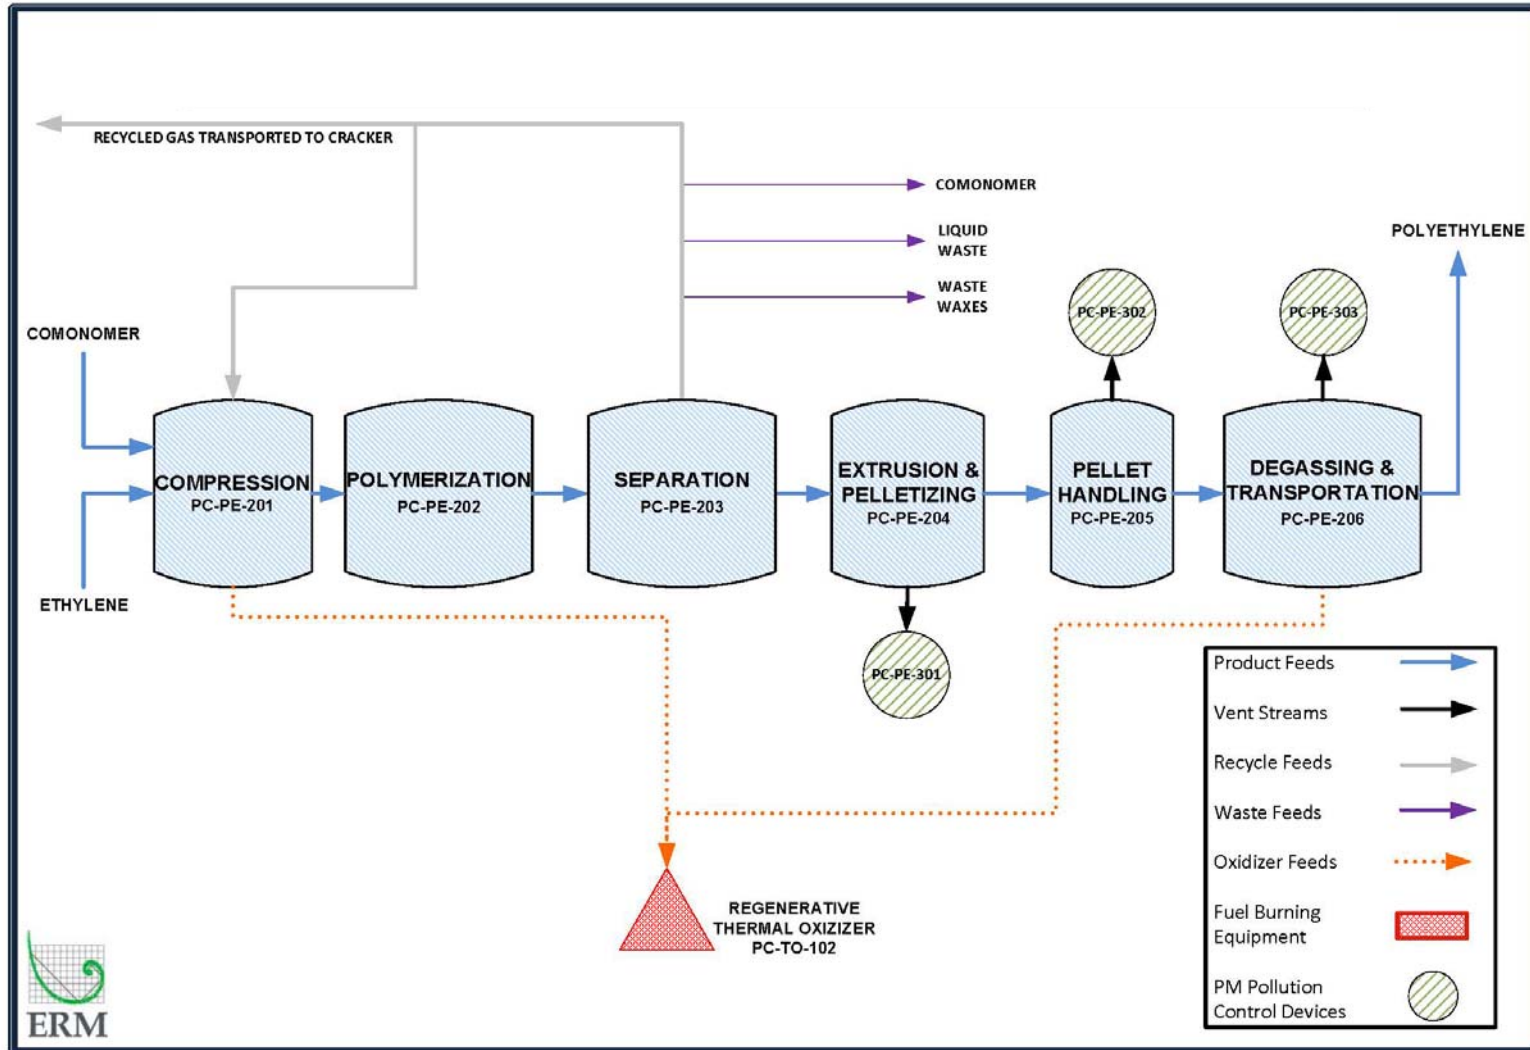 RECYCLED GAS TRANSPORTED TO CRACKER
COMONOMER
LIQUID
WASTE
WASTE
WAXES
POLYETHYLENE
PC-PE-302
PC-PE-303
COMONOMER
ETHYLENE
COMPRESSION
PC-PE-201
POLYMERIZATION
PC-PE-202
SEPARATION
PC-PE-203
EXTRUSION &
PELLETIZING
PC-PE-204
PELLET
HANDLING
PC-PE-205
DEGASSING &
TRANSPORTATION
PC-PE-206
PC-PE-301
REGENERATIVE
THERMAL OXIZIZER
PC-TO-102
Product Feeds
Vent Streams
Recycle Feeds
Waste Feeds
Oxidizer Feeds
Fuel Burning
Equipment
PM Pollution
Control Devices
ERM